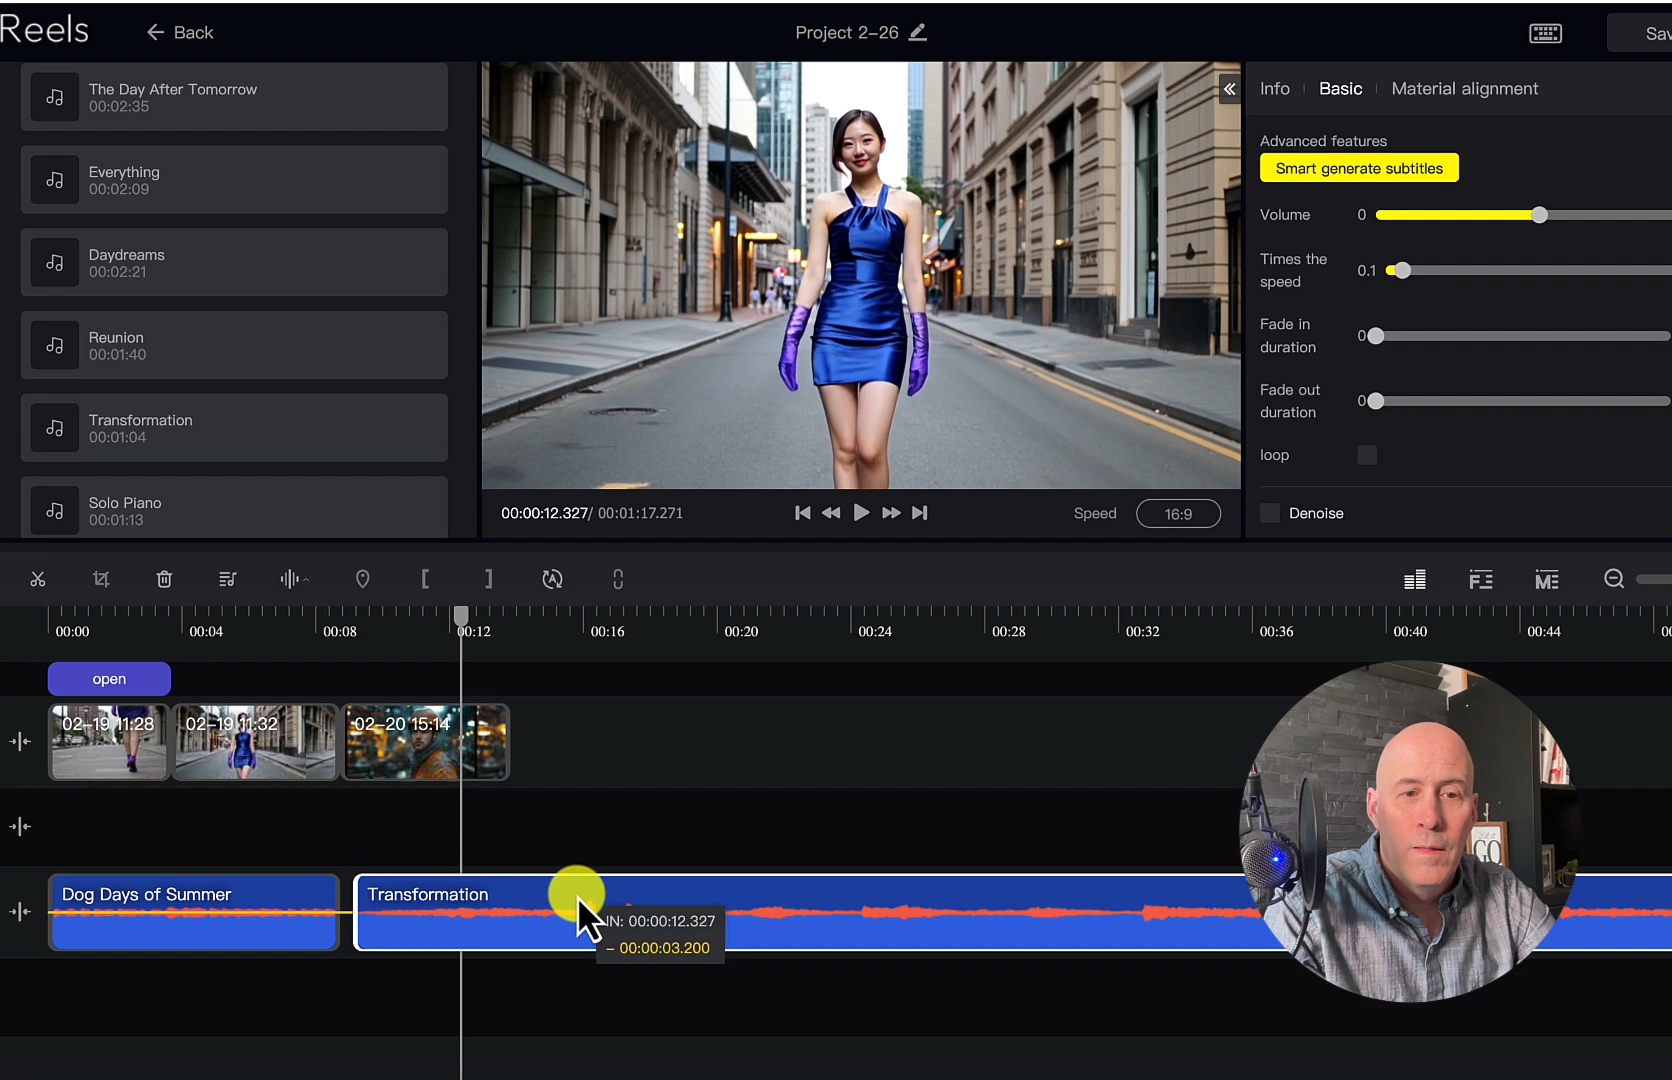 Reels
Back
Project 2-26
Sav
The Day After Tomorrow
00:02:35
Everything
00:02:09
Daydreams
00:02:21
Reunion
00:01:40
Transformation
00:01:04
Solo Piano
00:01:13
00:00:12.327/ 00:01:17.271
Speed
16:9
Info
Basic
Material alignment
Advanced features
Smart generate subtitles
Volume
0
Times the
speed
0.1
Fade in
duration
0
Fade out
duration
0
loop
Denoise
00:00
00:04
00:08
00:12
00:16
00:20
00:24
00:28
00:32
00:36
00:40
00:44
open
02-19 11:28
02-19 11:32
02-20 15:14
Dog Days of Summer
Transformation
IN: 00:00:12.327
- 00:00:03.200
GO